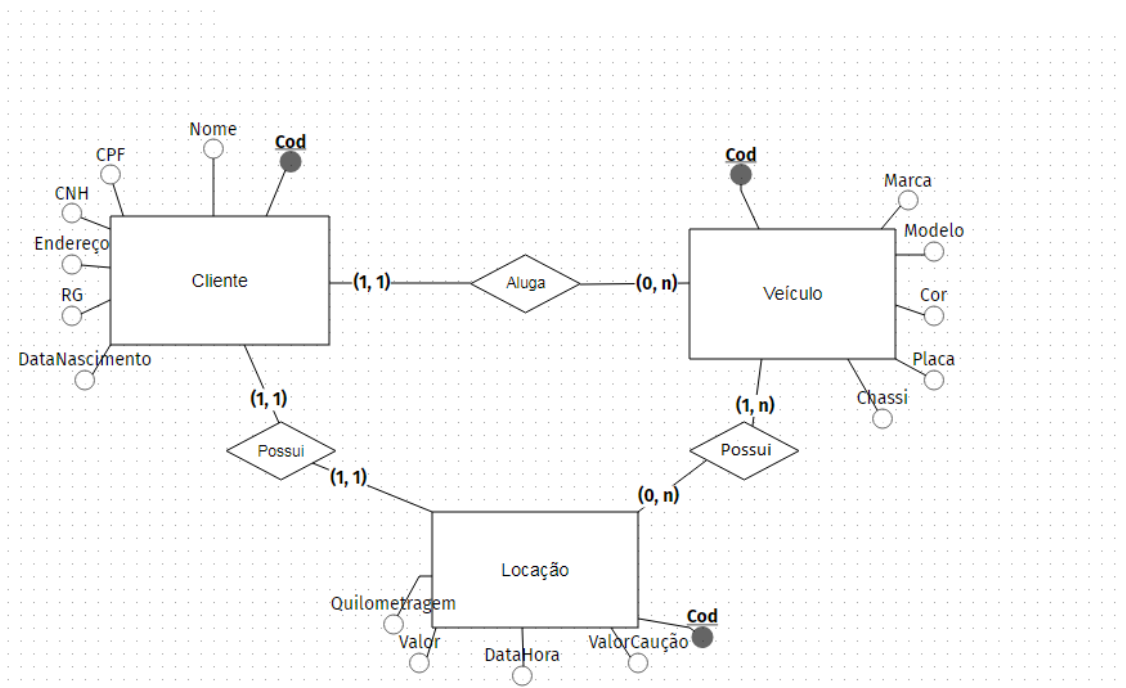 Nome
Cod
CPF
CNH
Endereço
RG
DataNascimento
Cliente
(1, 1)
Aluga
(0, n)
Cod
Marca
Modelo
Veículo
Cor
Placa
Chassi
(1, 1)
Possui
(1, 1)
(1, n)
Possui
(0, n)
Locação
Quilometragem
Valor
DataHora
ValorCaução
Cod